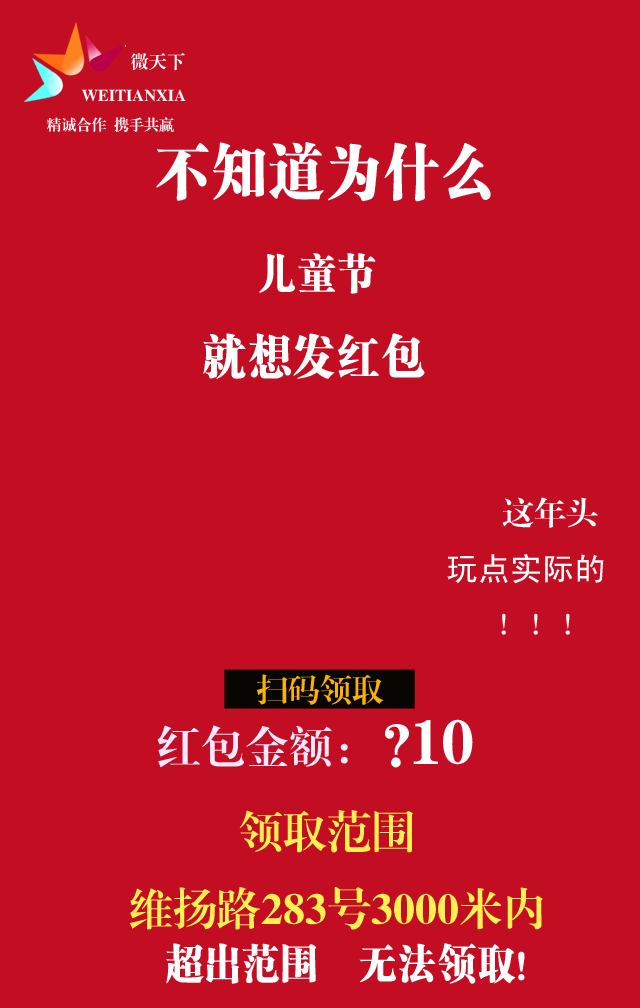 微天下
WEITIANXIA
精诚合作 携手共赢
不知道为什么
儿童节
就想发红包
这年头
玩点实际的
！！！
扫码领取
红包金额：?10
领取范围
维扬路283号3000米内
超出范围 无法领取!